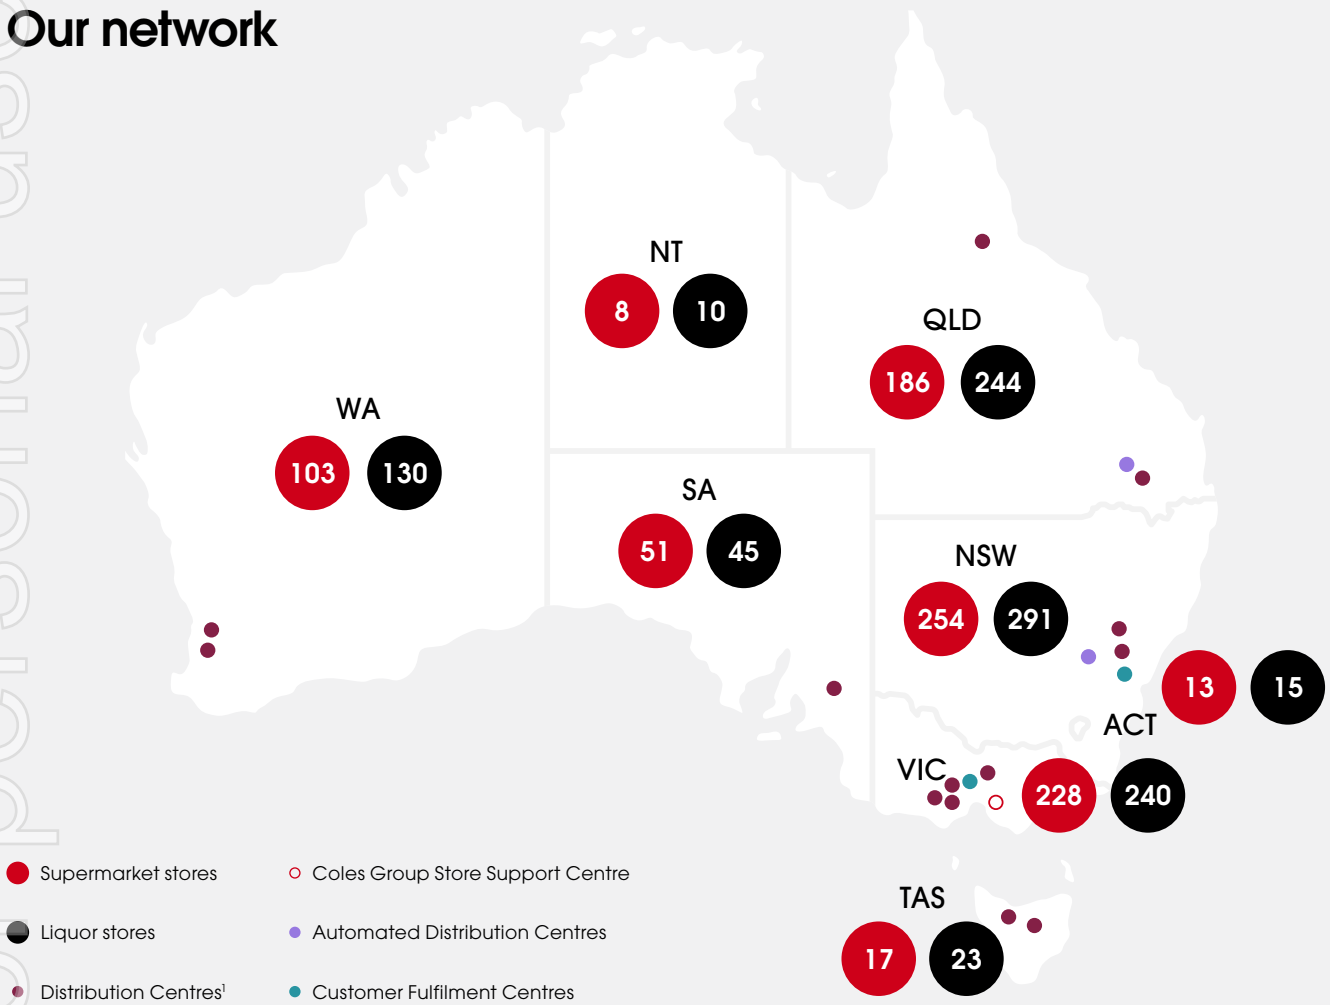 Our network
NT
8 10
QLD
186 244
WA
103 130
SA
51 45
NSW
254 291
13 15
ACT
VIC
228 240
TAS
17 23
Supermarket stores
Coles Group Store Support Centre
Liquor stores
Automated Distribution Centres
Distribution Centres¹
Customer Fulfilment Centres
personal use